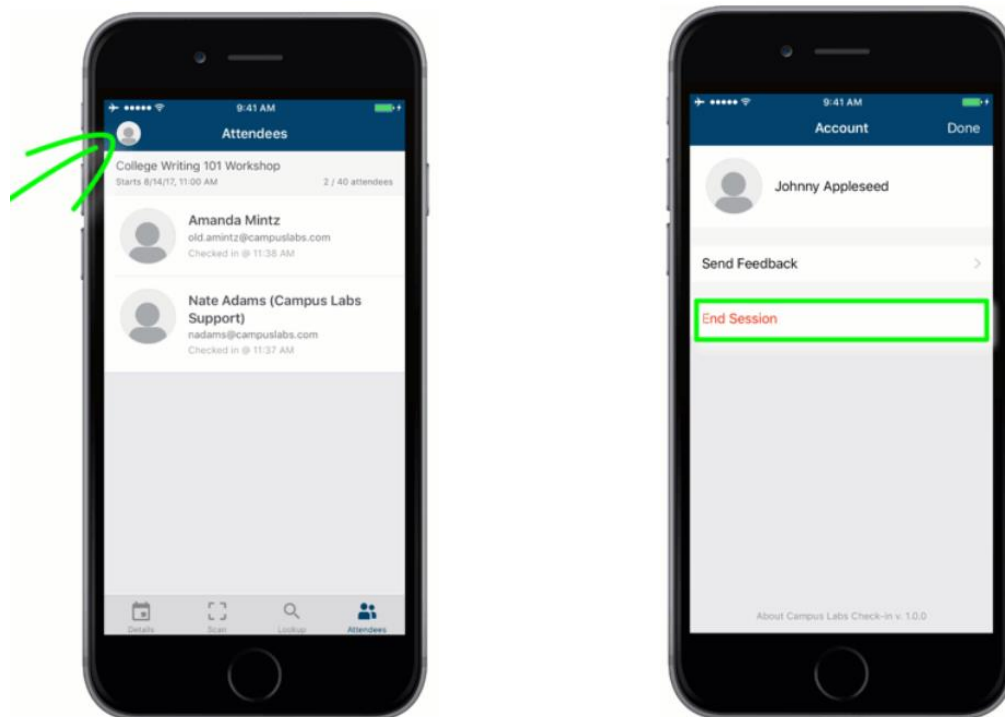 9:41 AM
Attendees
College Writing 101 Workshop
Starts 8/14/17, 11:00 AM 2 / 40 attendees
Amanda Mintz
old.amintz@campuslabs.com
Checked in @ 11:38 AM
Nate Adams (Campus Labs
Support)
nadams@campuslabs.com
Checked in @ 11:37 AM
Details Scan Lookup Attendees
9:41 AM
Account Done
Johnny Appleseed
Send Feedback
End Session
About Campus Labs Check-in v. 1.0.0